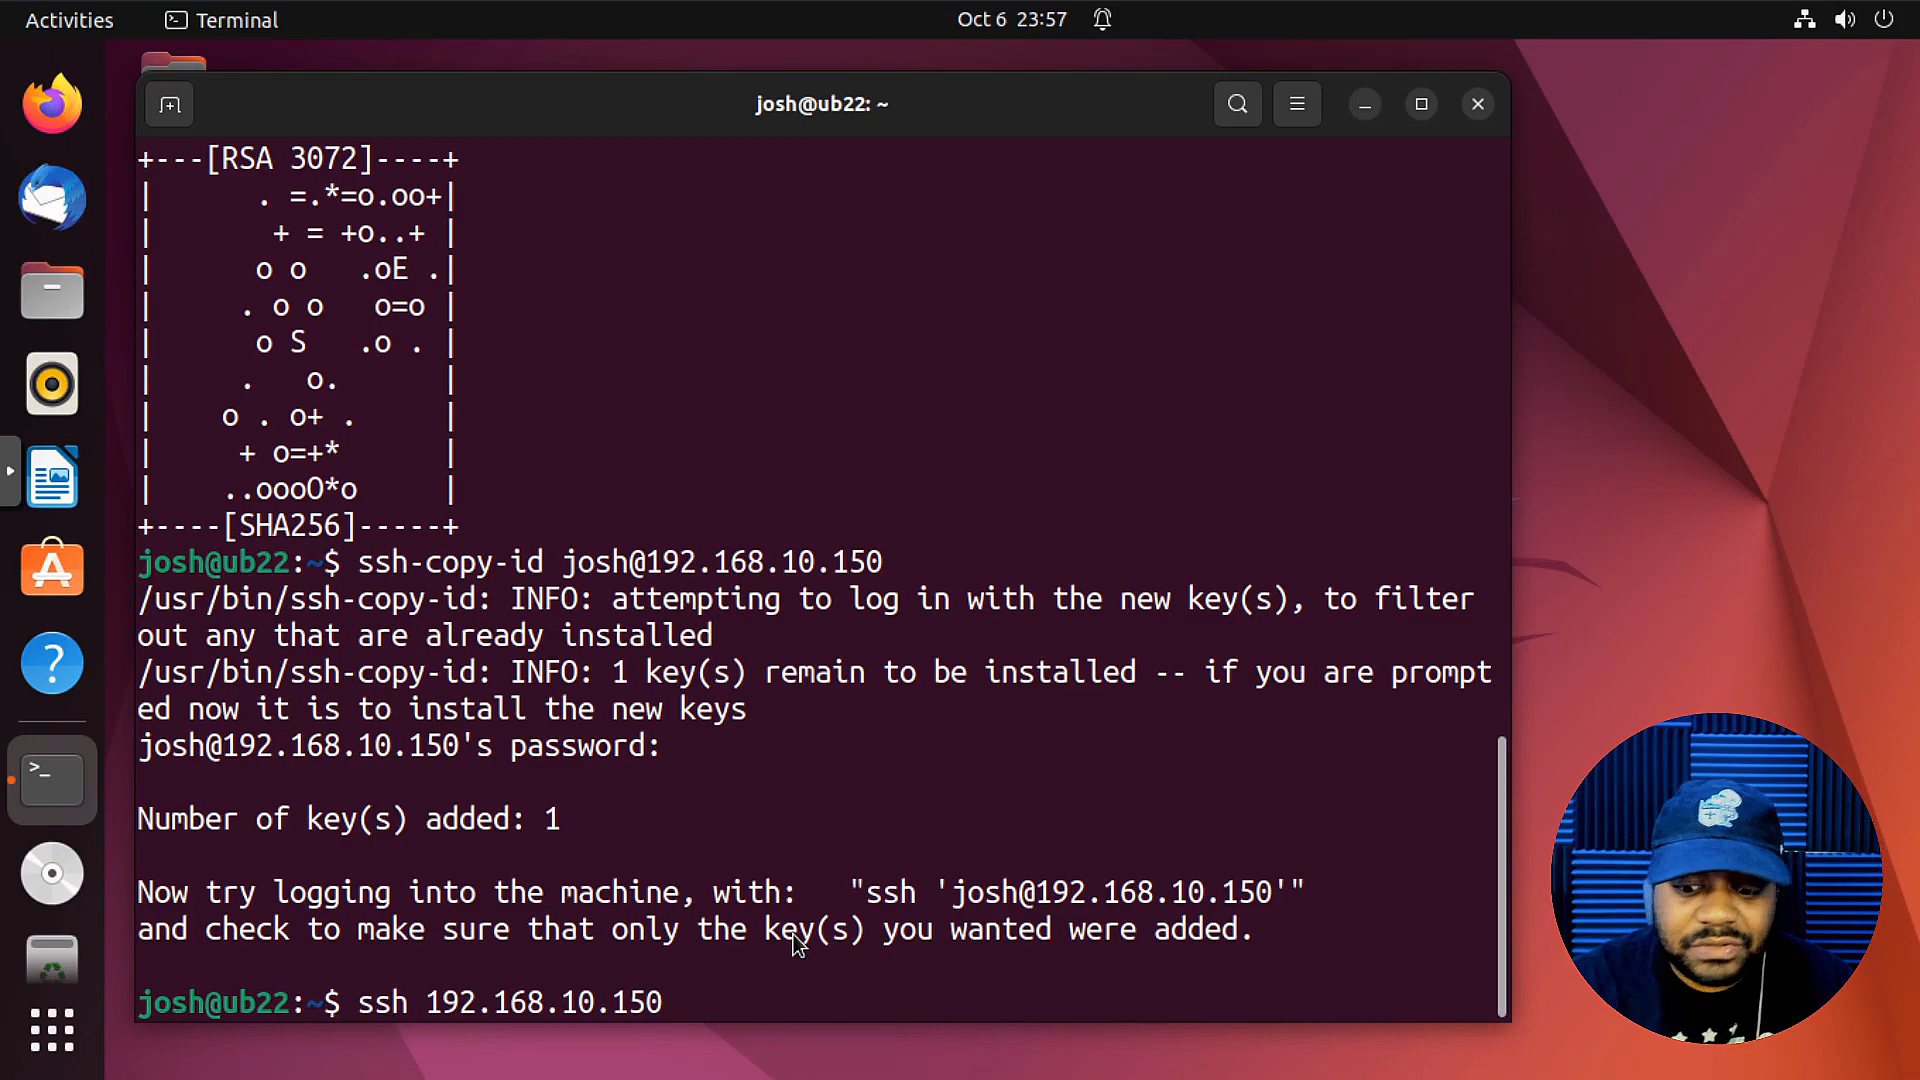 Activities
Terminal
Oct 6 23:57
josh@ub22: ~
+---[RSA 3072]----+
|      . =.*=o.oo+|
|       + = +o..+ |
|      o o   .oE .|
|     . o o   o=o |
|      o S   .o . |
|     .   o.      |
|    o . o+ .     |
|     + o=+*      |
|    ..oooO*o     |
+----[SHA256]-----+
josh@ub22:~$ ssh-copy-id josh@192.168.10.150
/usr/bin/ssh-copy-id: INFO: attempting to log in with the new key(s), to filter
out any that are already installed
/usr/bin/ssh-copy-id: INFO: 1 key(s) remain to be installed -- if you are prompt
ed now it is to install the new keys
josh@192.168.10.150's password:
Number of key(s) added: 1
Now try logging into the machine, with:   "ssh 'josh@192.168.10.150'"
and check to make sure that only the key(s) you wanted were added.
josh@ub22:~$ ssh 192.168.10.150